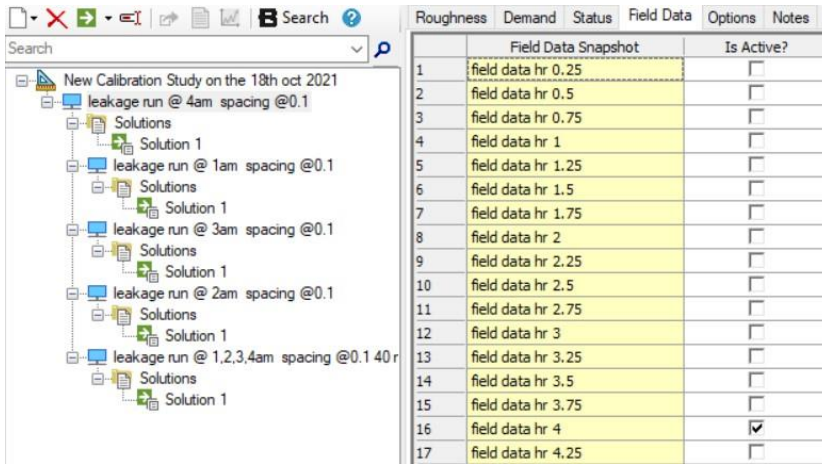 Search
Search
New Calibration Study on the 18th oct 2021
leakage run @ 4am spacing @0.1
Solutions
Solution 1
leakage run @ 1am spacing @0.1
Solutions
Solution 1
leakage run @ 3am spacing @0.1
Solutions
Solution 1
leakage run @ 2am spacing @0.1
Solutions
Solution 1
leakage run @ 1,2,3,4am spacing @0.1 40 r
Solutions
Solution 1
Roughness Demand Status Field Data Options Notes
Field Data Snapshot Is Active?
1 field data hr 0.25
2 field data hr 0.5
3 field data hr 0.75
4 field data hr 1
5 field data hr 1.25
6 field data hr 1.5
7 field data hr 1.75
8 field data hr 2
9 field data hr 2.25
10 field data hr 2.5
11 field data hr 2.75
12 field data hr 3
13 field data hr 3.25
14 field data hr 3.5
15 field data hr 3.75
16 field data hr 4
17 field data hr 4.25